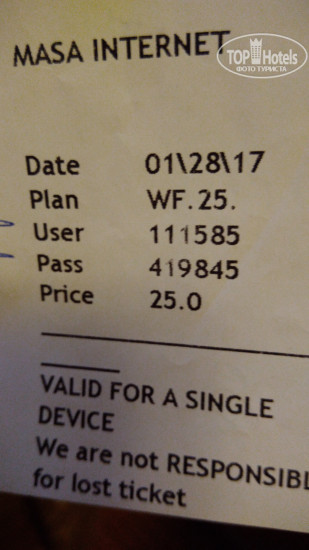 MASA INTERNET
TOP Hotels
ФОТО ТУРИСТА
Date 01\28\17
Plan WF.25.
User 111585
Pass 419845
Price 25.0
VALID FOR A SINGLE
DEVICE
We are not RESPONSIBL
for lost ticket